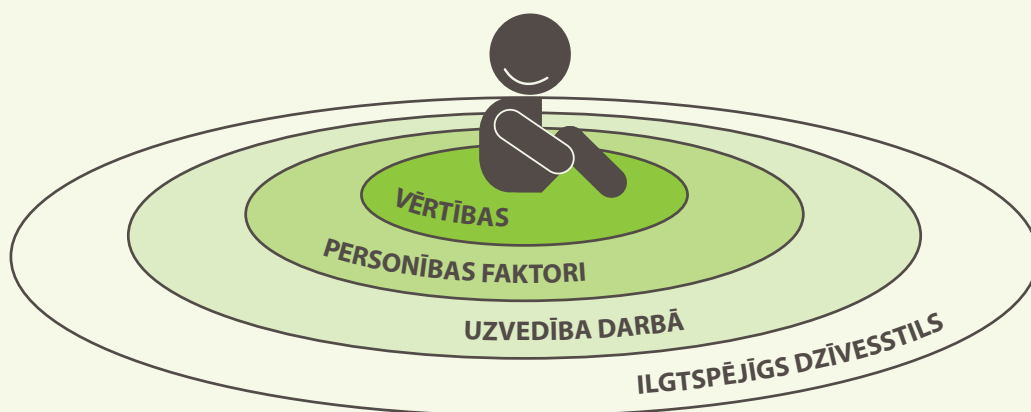 VĒRTĪBAS
PERSONĪBAS FAKTORI
UZVEDĪBA DARBĀ
ILGTSPĒJĪGS DZĪVESSTILS